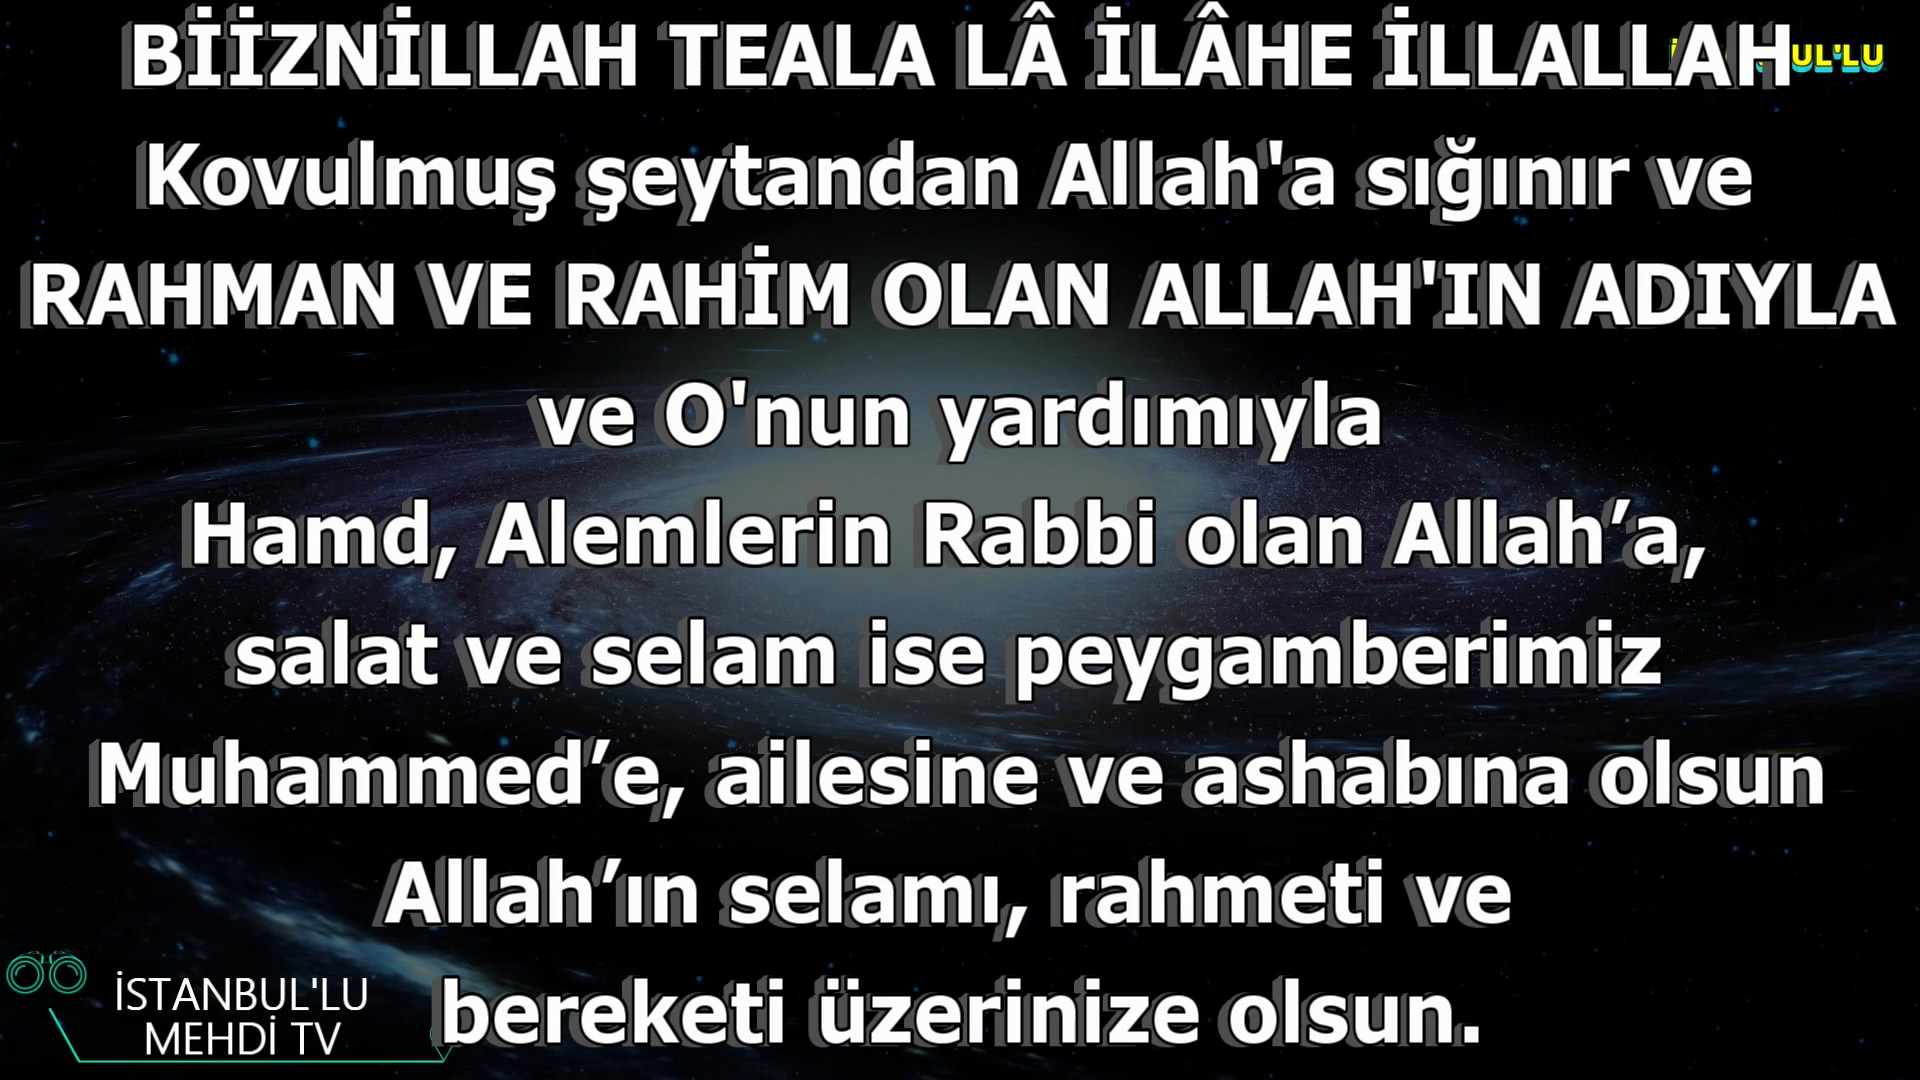 BİİZNİLLAH TEALA LÂ İLÂHE İLLALLAH
UL'LU
Kovulmuş şeytandan Allah'a sığınır ve
RAHMAN VE RAHİM OLAN ALLAH'IN ADIYLA
ve O'nun yardımıyla
Hamd, Alemlerin Rabbi olan Allah’a,
salat ve selam ise peygamberimiz
Muhammed’e, ailesine ve ashabına olsun
Allah’ın selamı, rahmeti ve
bereketi üzerinize olsun.
İSTANBUL'LU
MEHDİ TV